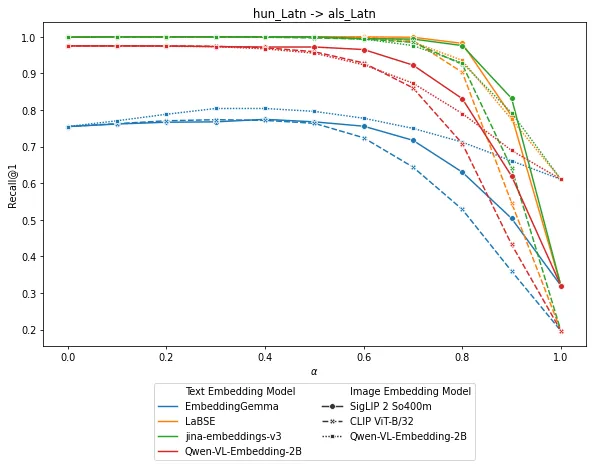 hun_Latn -> als_Latn
Recall@1
1.0
0.9
0.8
0.7
0.6
0.5
0.4
0.3
0.2
0.0 0.2 0.4 0.6 0.8 1.0
α
Text Embedding Model Image Embedding Model
EmbeddingGemma SigLIP 2 So400m
LaBSE CLIP ViT-B/32
jina-embeddings-v3 Qwen-VL-Embedding-2B
Qwen-VL-Embedding-2B